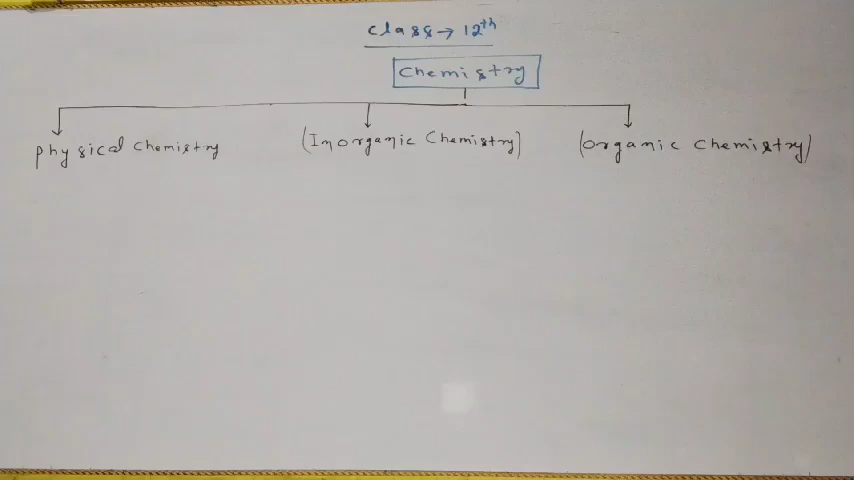 Class → 12th
Chemistry
Physical Chemistry
(Inorganic Chemistry)
(Organic Chemistry)